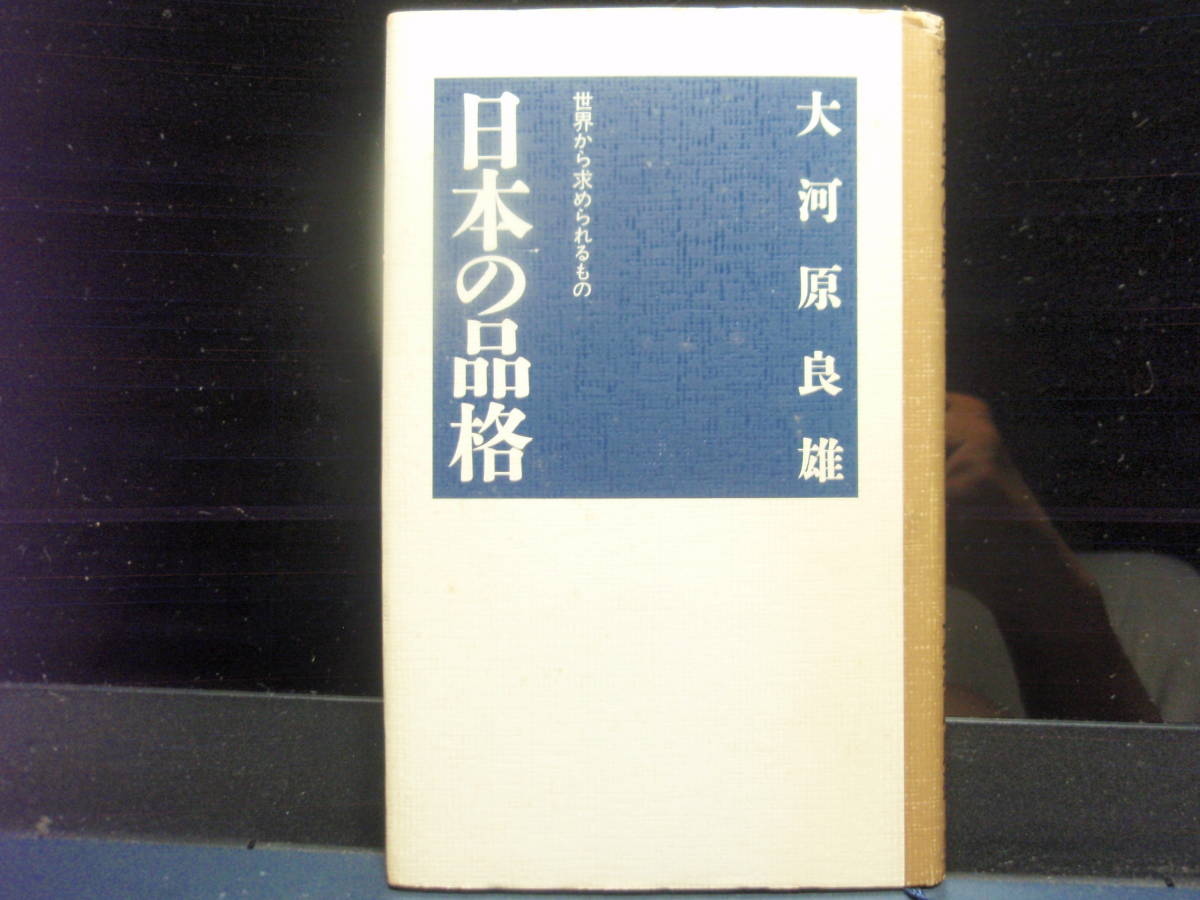 大河原良雄
世界から求められるもの
日本の品格